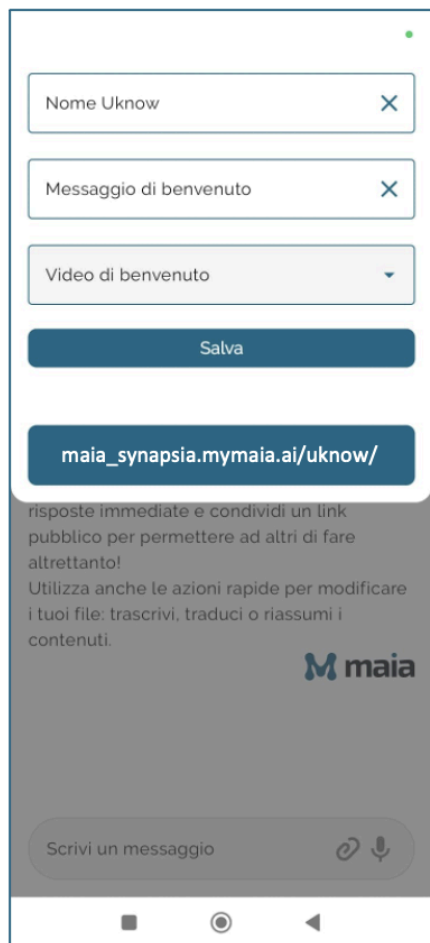 Nome Uknow
Messaggio di benvenuto
Video di benvenuto
Salva
maia_synapsia.mymaia.ai/uknow/
risposte immediate e condividi un link
pubblico per permettere ad altri di fare
altrettanto!
Utilizza anche le azioni rapide per modificare
i tuoi file: trascrivi, traduci o riassumi i
contenuti.
maia
Scrivi un messaggio